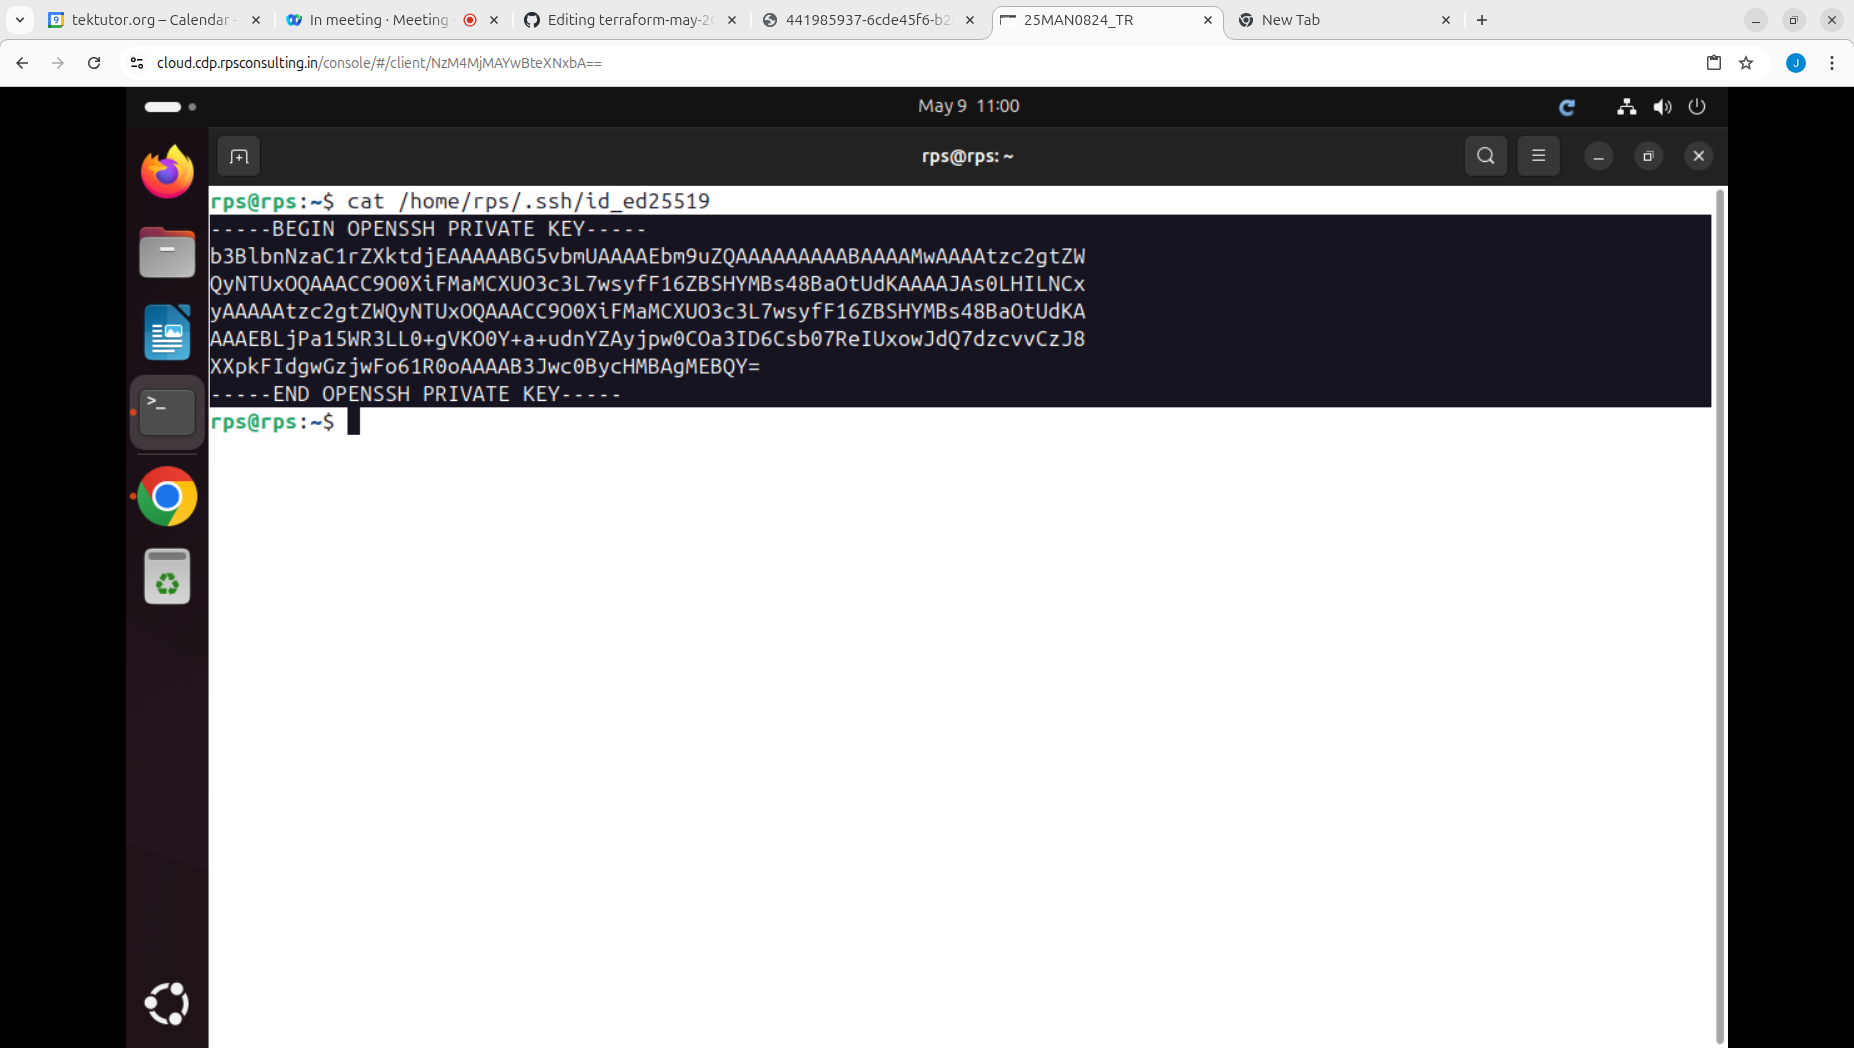 tektutor.org – Calendar -
In meeting · Meeting
Editing terraform-may-20
441985937-6cde45f6-b2
25MAN0824_TR
New Tab
cloud.cdp.rpsconsulting.in/console/#/client/NzM4MjMAYwBteXNxbA==
J
May 9 11:00
rps@rps: ~
rps@rps:~$ cat /home/rps/.ssh/id_ed25519
-----BEGIN OPENSSH PRIVATE KEY-----
b3BlbnNzaC1rZXktdjEAAAAABG5vbmUAAAAEbm9uZQAAAAAAAAABAAAAMwAAAAtzc2gtZW
QyNTUxOQAAACC9O0XiFMaMCXUO3c3L7wsyfF16ZBSHYMBs48BaOtUdKAAAAJAs0LHILNCx
yAAAAAtzc2gtZWQyNTUxOQAAACC9O0XiFMaMCXUO3c3L7wsyfF16ZBSHYMBs48BaOtUdKA
AAAEBLjPa15WR3LL0+gVKO0Y+a+udnYZAyjpw0COa3ID6Csb07ReIUxowJdQ7dzcvvCzJ8
XXpkFIdgwGzjwFo61R0oAAAAB3Jwc0BycHMBAgMEBQY=
-----END OPENSSH PRIVATE KEY-----
rps@rps:~$